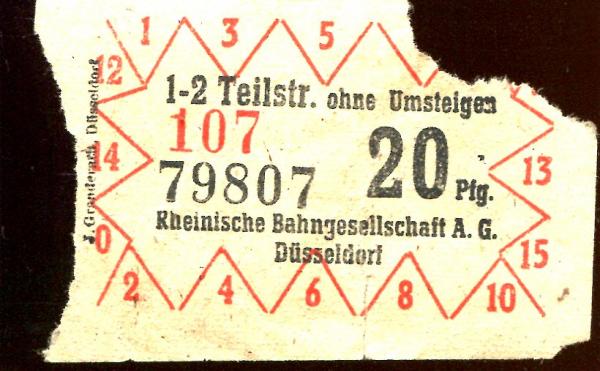 1 3 5
12
1-2 Teilstr. ohne Umsteigen
107
79807
20 Pfg.
14
13
Rheinische Bahngesellschaft A. G.
Düsseldorf
0
15
2 4 6 8 10
Düsseldorf